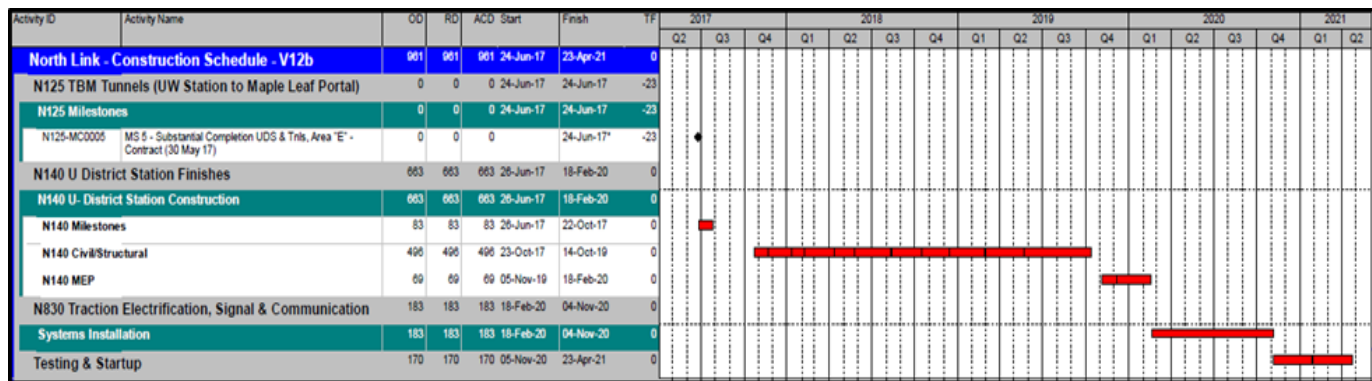 Activity ID Activity Name OD RD ACD Start Finish TF 2017 2018 2019 2020 2021
Q2 Q3 Q4 Q1 Q2 Q3 Q4 Q1 Q2 Q3 Q4 Q1 Q2 Q3 Q4 Q1 Q2
North Link - Construction Schedule - V12b 961 961 961 24-Jun-17 23-Apr-21 0
N125 TBM Tunnels (UW Station to Maple Leaf Portal) 0 0 0 24-Jun-17 24-Jun-17 -23
N125 Milestones 0 0 0 24-Jun-17 24-Jun-17 -23
N125-MC0005 MS 5 - Substantial Completion UDS & Tnls, Area "E" - 0 0 0 24-Jun-17* -23
Contract (30 May 17)
N140 U District Station Finishes 663 663 663 26-Jun-17 18-Feb-20 0
N140 U- District Station Construction 663 663 663 26-Jun-17 18-Feb-20 0
N140 Milestones 83 83 83 26-Jun-17 22-Oct-17 0
N140 Civil/Structural 496 496 496 23-Oct-17 14-Oct-19 0
N140 MEP 69 69 69 05-Nov-19 18-Feb-20 0
N830 Traction Electrification, Signal & Communication 183 183 183 18-Feb-20 04-Nov-20 0
Systems Installation 183 183 183 18-Feb-20 04-Nov-20 0
Testing & Startup 170 170 170 05-Nov-20 23-Apr-21 0